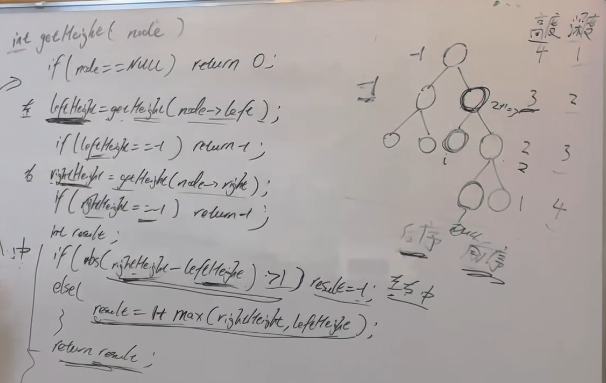 int getHeight( node)
if(node==NULL) return 0;
左 leftHeight=getHeight(node->left);
if(leftHeight==-1) return-1;
右 rightHeight=getHeight(node->right);
if(rightHeight==-1) return-1;
int result;
中 if(abs(rightHeight-leftHeight)>1) result=-1; 左右中
else{
result=1+max(rightHeight,leftHeight);
}
return result;
高度 深度
4 1
-1
-1
3 2
2 3
2
1
1 4
NULL
后序 前序